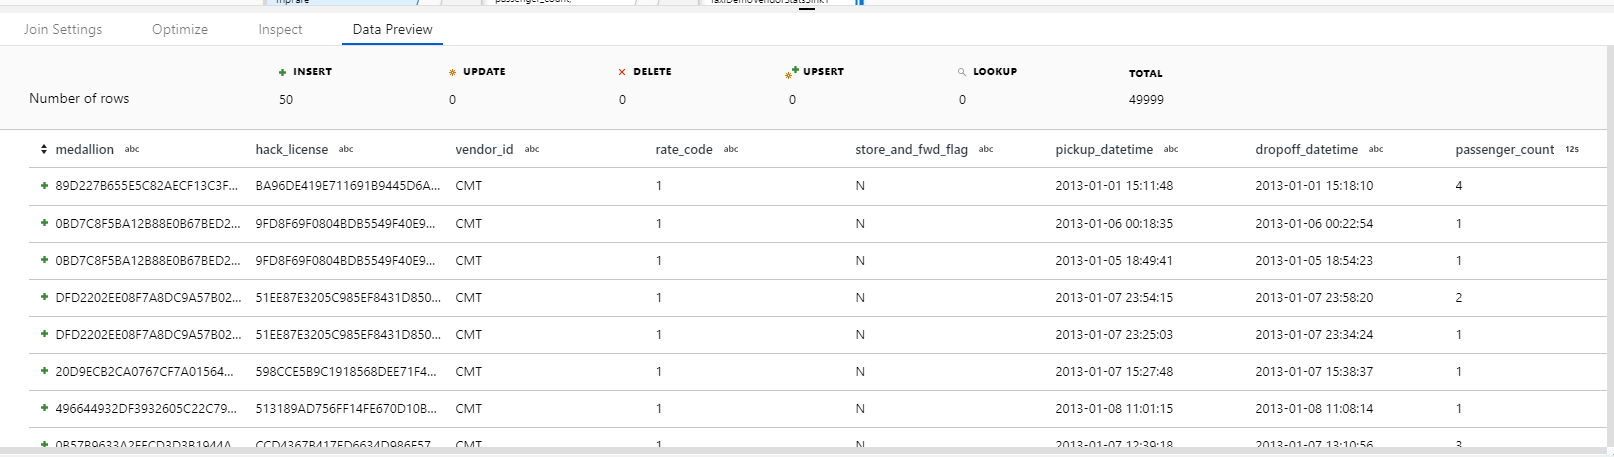 passenger_count,
Join Settings Optimize Inspect Data Preview
INSERT UPDATE DELETE UPSERT LOOKUP TOTAL
Number of rows 50 0 0 0 0 49999
medallion abc hack_license abc vendor_id abc rate_code abc store_and_fwd_flag abc pickup_datetime abc dropoff_datetime abc passenger_count 12s
89D227B655E5C82AECF13C3F... BA96DE419E711691B9445D6A... CMT 1 N 2013-01-01 15:11:48 2013-01-01 15:18:10 4
0BD7C8F5BA12B88E0B67BED2... 9FD8F69F0804BDB5549F40E9... CMT 1 N 2013-01-06 00:18:35 2013-01-06 00:22:54 1
0BD7C8F5BA12B88E0B67BED2... 9FD8F69F0804BDB5549F40E9... CMT 1 N 2013-01-05 18:49:41 2013-01-05 18:54:23 1
DFD2202EE08F7A8DC9A57B02... 51EE87E3205C985EF8431D850... CMT 1 N 2013-01-07 23:54:15 2013-01-07 23:58:20 2
DFD2202EE08F7A8DC9A57B02... 51EE87E3205C985EF8431D850... CMT 1 N 2013-01-07 23:25:03 2013-01-07 23:34:24 1
20D9ECB2CA0767CF7A01564... 598CCE5B9C1918568DEE71F4... CMT 1 N 2013-01-07 15:27:48 2013-01-07 15:38:37 1
496644932DF3932605C22C79... 513189AD756FF14FE670D10B... CMT 1 N 2013-01-08 11:01:15 2013-01-08 11:08:14 1
CMT 1 N 2013-01-07 12:39:18 2013-01-07 13:10:56 3